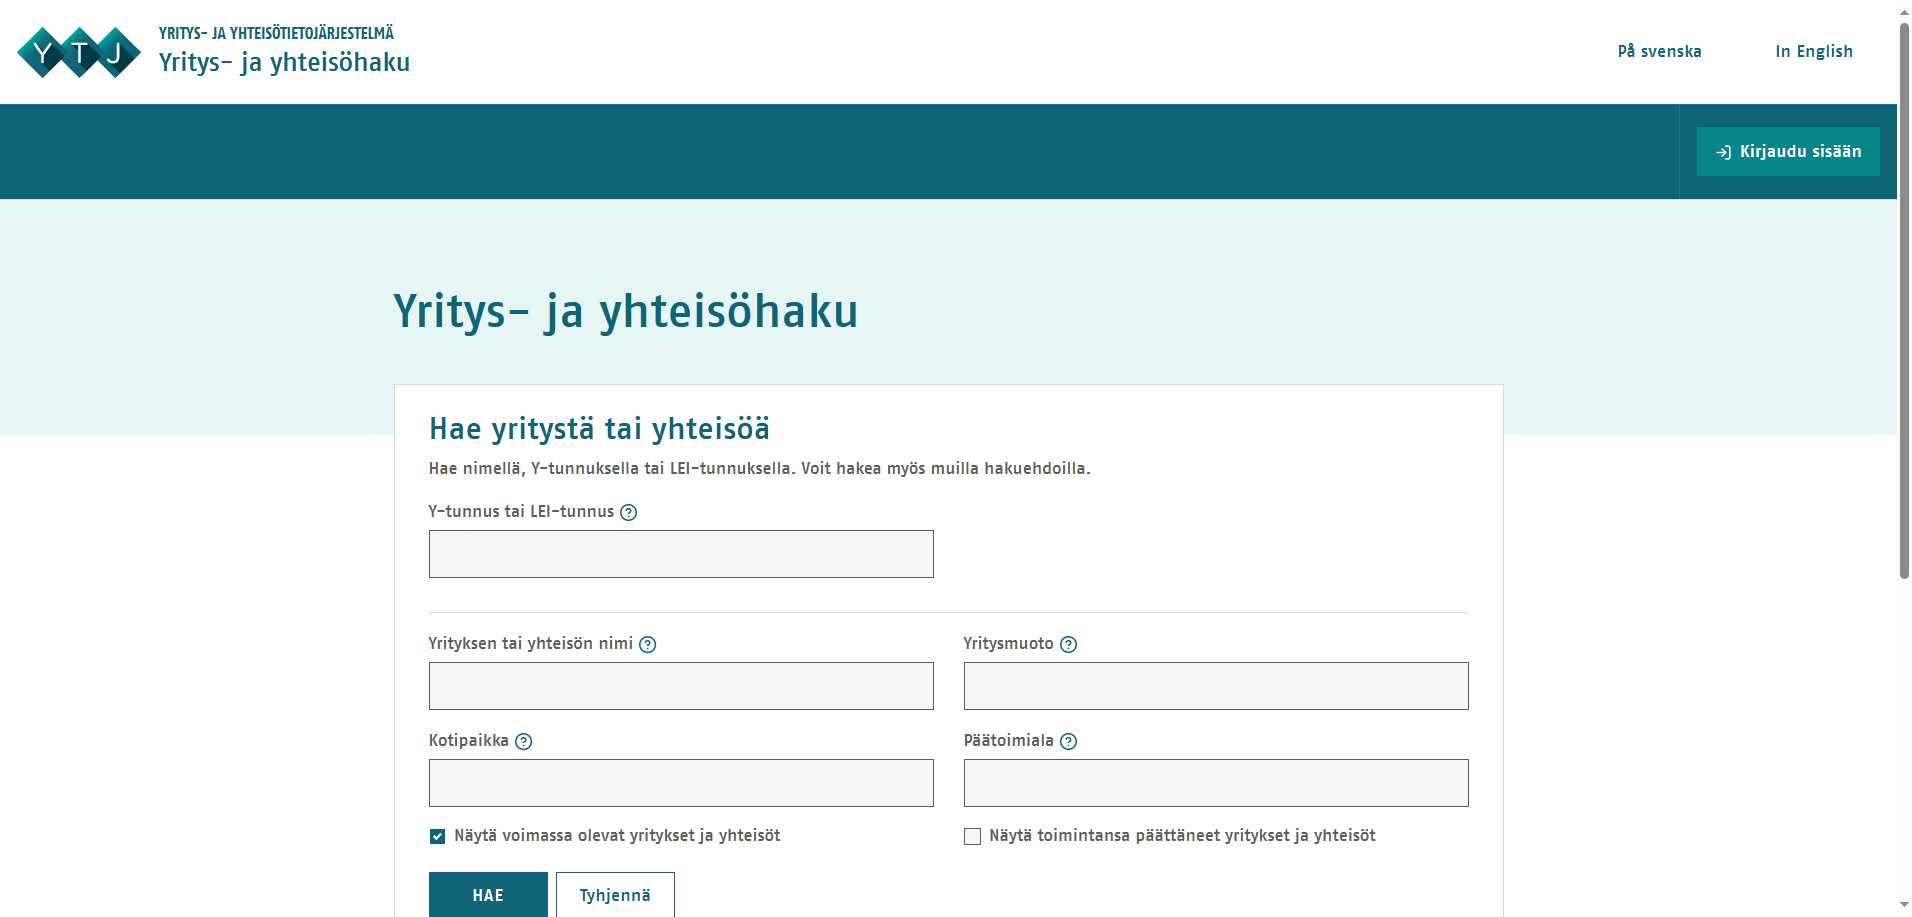 YTJ
YRITYS- JA YHTEISÖTIETOJÄRJESTELMÄ
Yritys- ja yhteisöhaku
På svenska
In English
Kirjaudu sisään
Yritys- ja yhteisöhaku
Hae yritystä tai yhteisöä
Hae nimellä, Y-tunnuksella tai LEI-tunnuksella. Voit hakea myös muilla hakuehdoilla.
Y-tunnus tai LEI-tunnus ?
Yrityksen tai yhteisön nimi ?
Yritysmuoto ?
Kotipaikka ?
Päätoimiala ?
Näytä voimassa olevat yritykset ja yhteisöt
Näytä toimintansa päättäneet yritykset ja yhteisöt
HAE
Tyhjennä